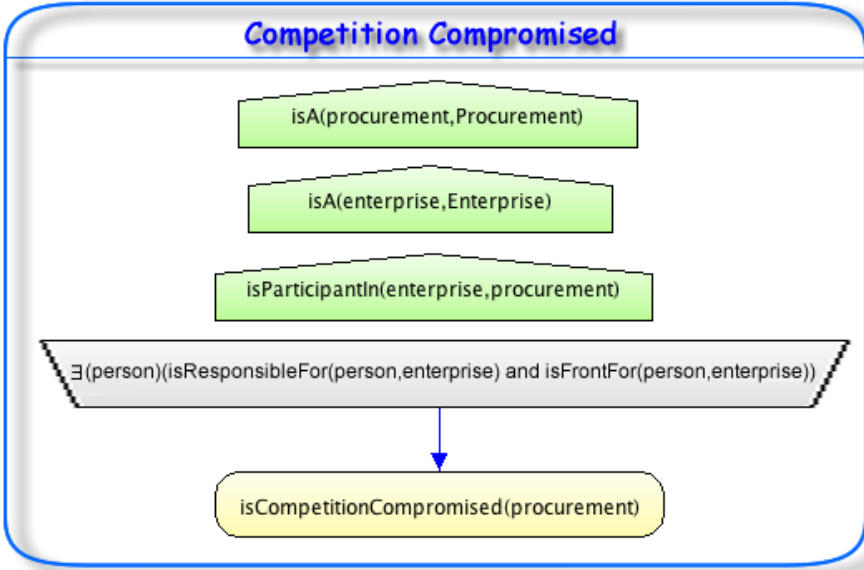 Competition Compromised
isA(procurement,Procurement)
isA(enterprise,Enterprise)
isParticipantIn(enterprise,procurement)
∃(person)(isResponsibleFor(person,enterprise) and isFrontFor(person,enterprise))
isCompetitionCompromised(procurement)